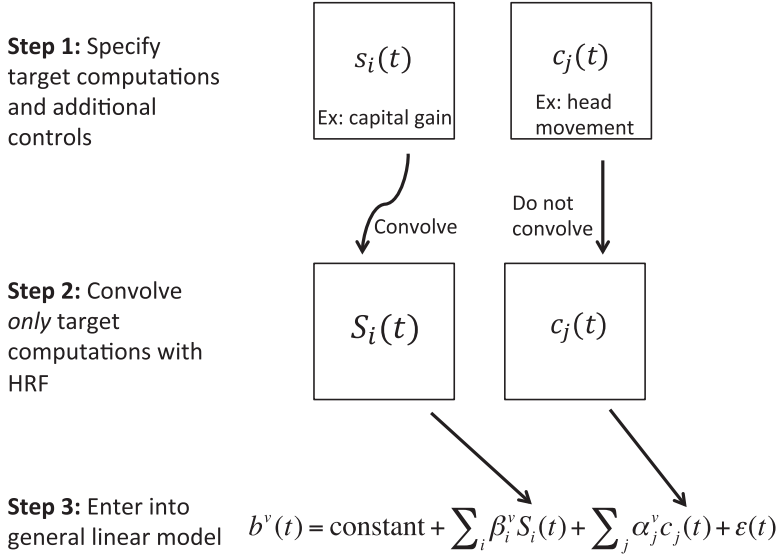 Step 1: Specify
target computations
and additional
controls
s_i(t)
Ex: capital gain
c_j(t)
Ex: head
movement
Convolve
Do not
convolve
Step 2: Convolve
only target
computations with
HRF
S_i(t)
c_j(t)
Step 3: Enter into
general linear model
b^v(t) = constant + ∑_i β_i^v S_i(t) + ∑_j α_j^v c_j(t) + ε(t)